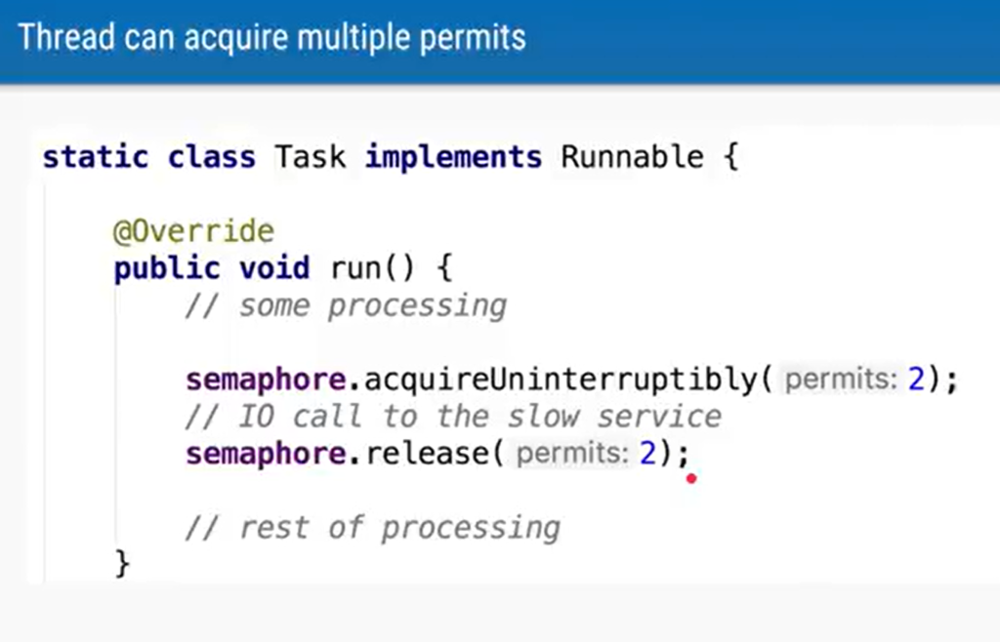 Thread can acquire multiple permits
static class Task implements Runnable {
@Override
public void run() {
// some processing
semaphore.acquireUninterruptibly( permits: 2);
// IO call to the slow service
semaphore.release( permits: 2);
// rest of processing
}